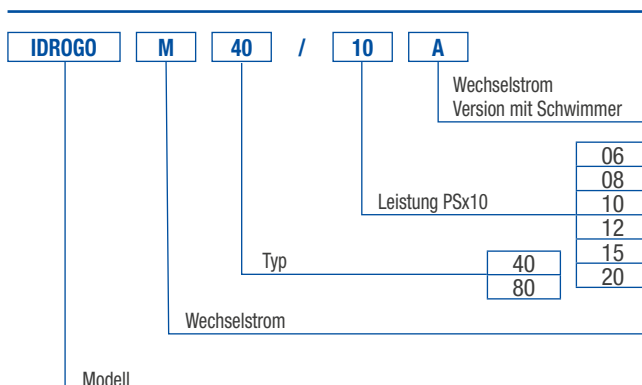 IDROGO M 40 / 10 A
Wechselstrom
Version mit Schwimmer
06
08
Leistung PSx10 10
12
15
20
Typ 40
80
Wechselstrom
Modell